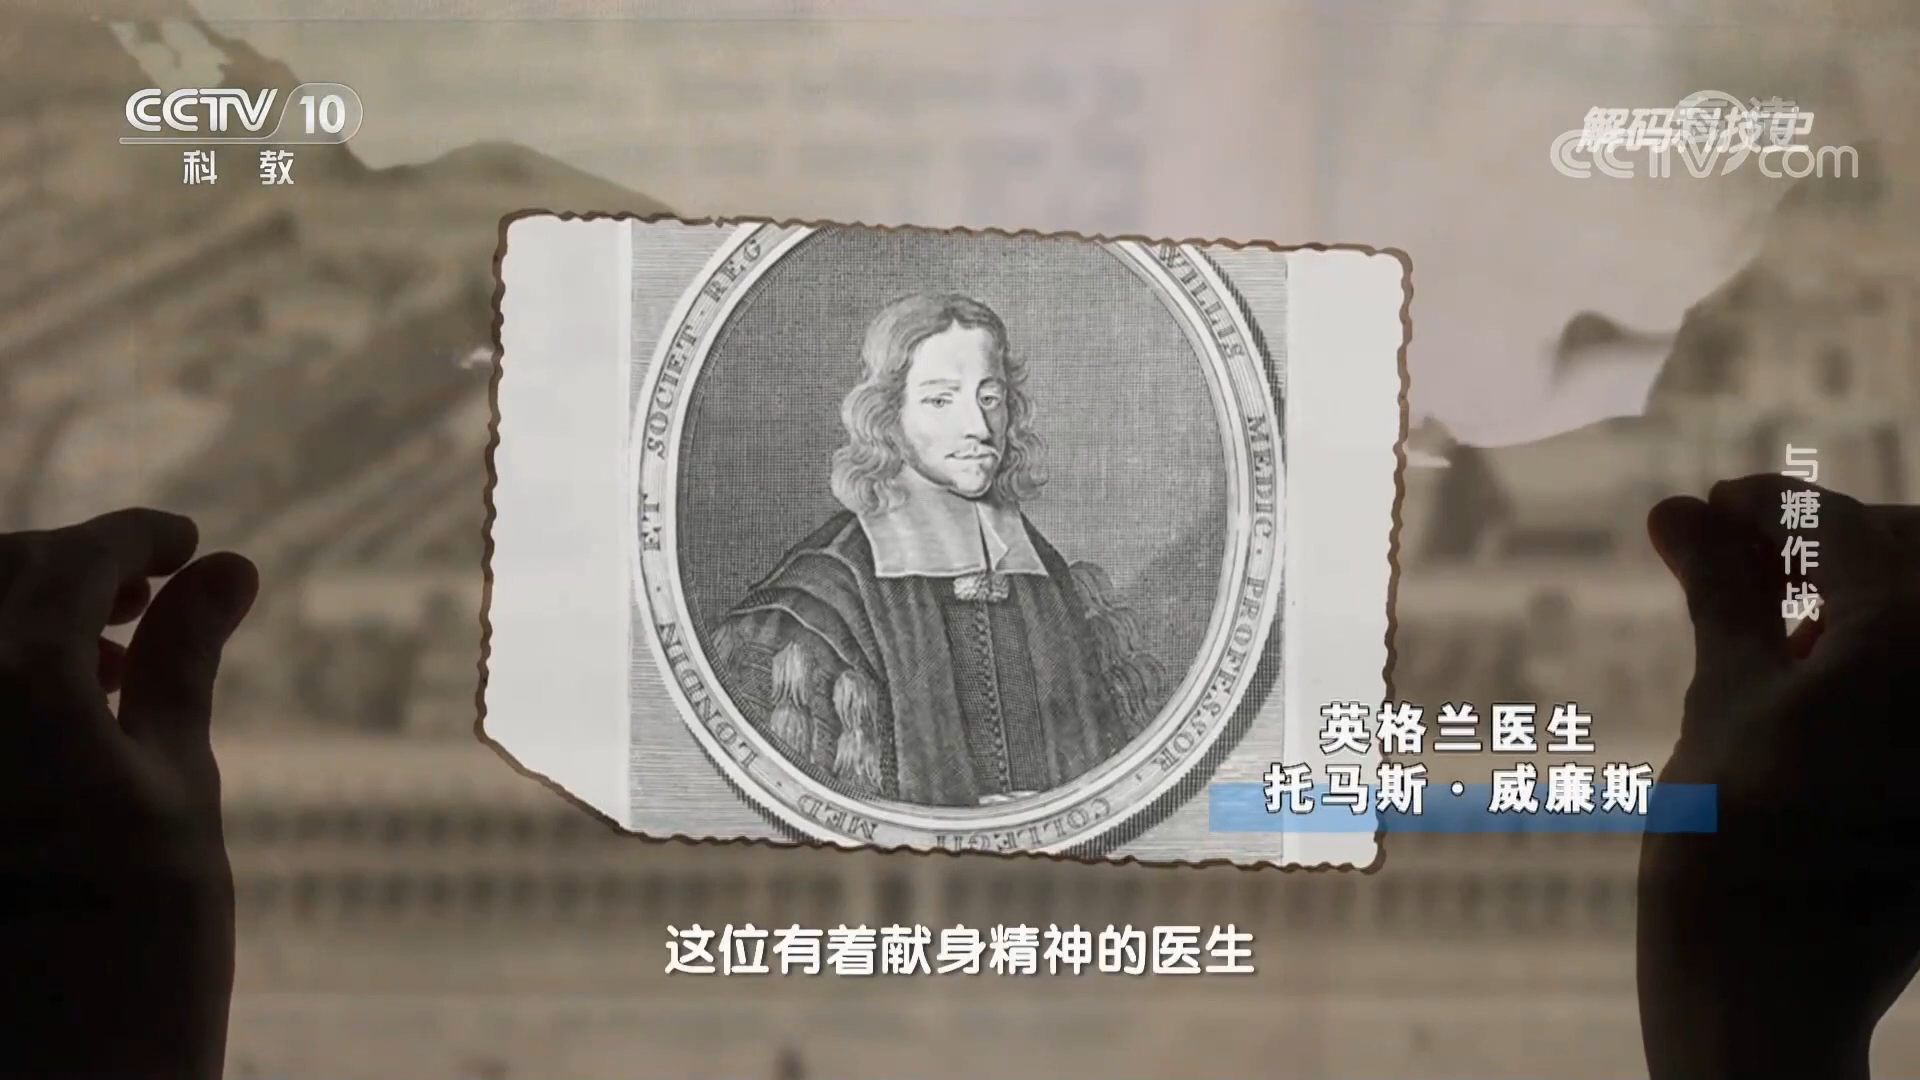 CCTV 10
科 教
解码科技史
CCTV.com
WILLIS MEDIC · PROFESSOR ·
COLLEGII MED · LONDIN · ET SOCIET · REG
与糖作战
英格兰医生
托马斯·威廉斯
这位有着献身精神的医生